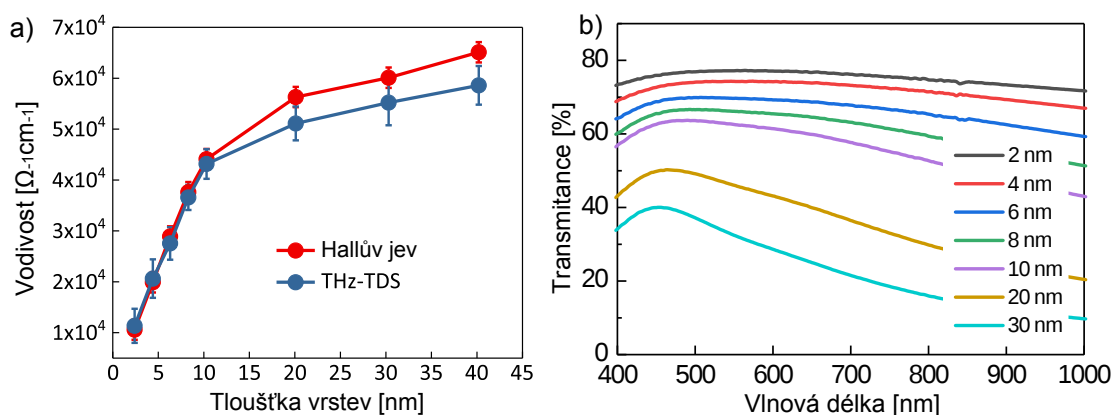 a)
Vodivost [Ω-1cm-1]
7x10⁴
6x10⁴
5x10⁴
4x10⁴
3x10⁴
2x10⁴
1x10⁴
Hallův jev
THz-TDS
0 5 10 15 20 25 30 35 40 45
Tloušťka vrstev [nm]
b)
Transmitance [%]
80
60
40
20
0
2 nm
4 nm
6 nm
8 nm
10 nm
20 nm
30 nm
400 500 600 700 800 900 1000
Vlnová délka [nm]